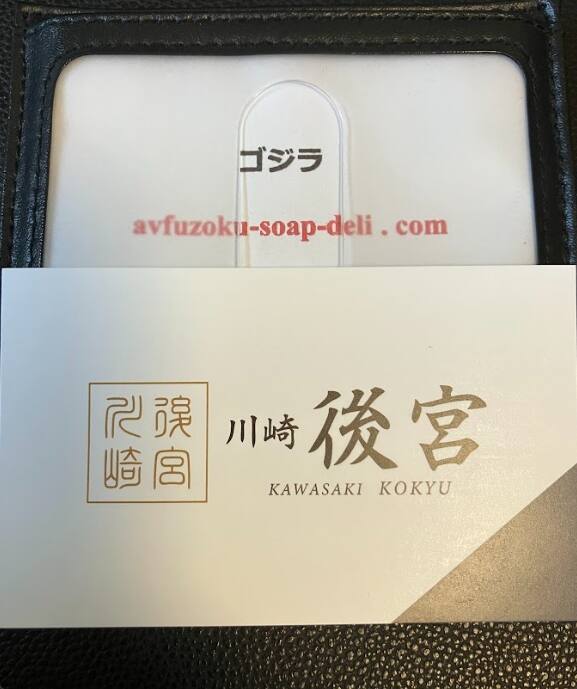 ゴジラ
avfuzoku-soap-deli . com
川崎
後宮
川崎 後宮
KAWASAKI KOKYU